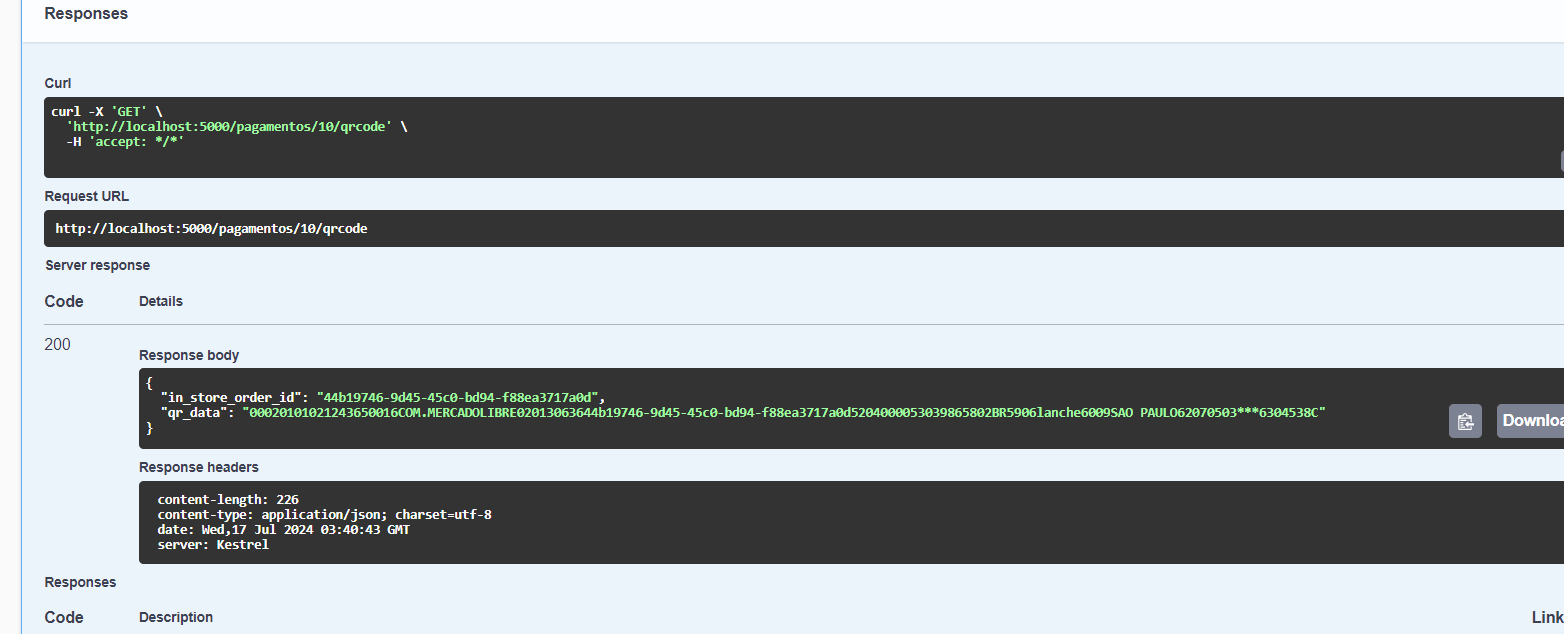 Responses
Curl
curl -X 'GET' \
'http://localhost:5000/pagamentos/10/qrcode' \
-H 'accept: */*'
Request URL
http://localhost:5000/pagamentos/10/qrcode
Server response
Code Details
200
Response body
{
"in_store_order_id": "44b19746-9d45-45c0-bd94-f88ea3717a0d",
"qr_data": "00020101021243650016COM.MERCADOLIBRE02013063644b19746-9d45-45c0-bd94-f88ea3717a0d5204000053039865802BR5906lanche6009SAO PAULO62070503***6304538C"
}
Downloa
Response headers
content-length: 226
content-type: application/json; charset=utf-8
date: Wed,17 Jul 2024 03:40:43 GMT
server: Kestrel
Responses
Code Description Link